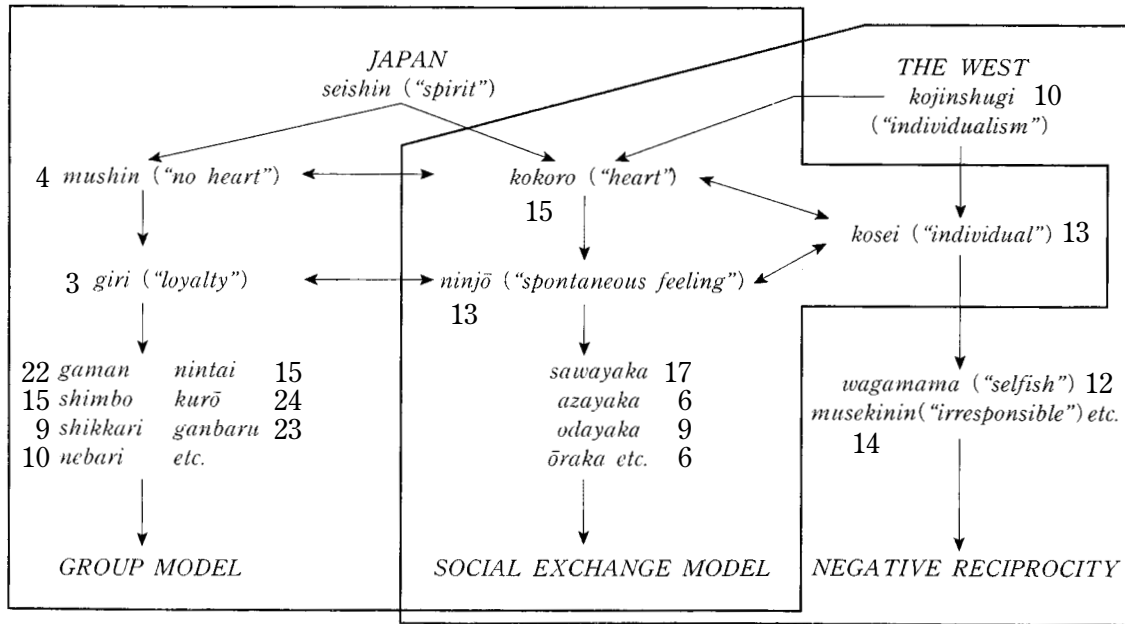 JAPAN
seishin (“spirit”)
THE WEST
kojinshugi 10
(“individualism”)
4 mushin (“no heart”)
kokoro (“heart”)
15
kosei (“individual”) 13
3 giri (“loyalty”)
ninjō (“spontaneous feeling”)
13
22 gaman nintai 15
15 shimbo kurō 24
9 shikkari ganbaru 23
10 nebari etc.
sawayaka 17
azayaka 6
odayaka 9
ōraka etc. 6
wagamama (“selfish”) 12
musekinin(“irresponsible”) etc.
14
GROUP MODEL
SOCIAL EXCHANGE MODEL
NEGATIVE RECIPROCITY